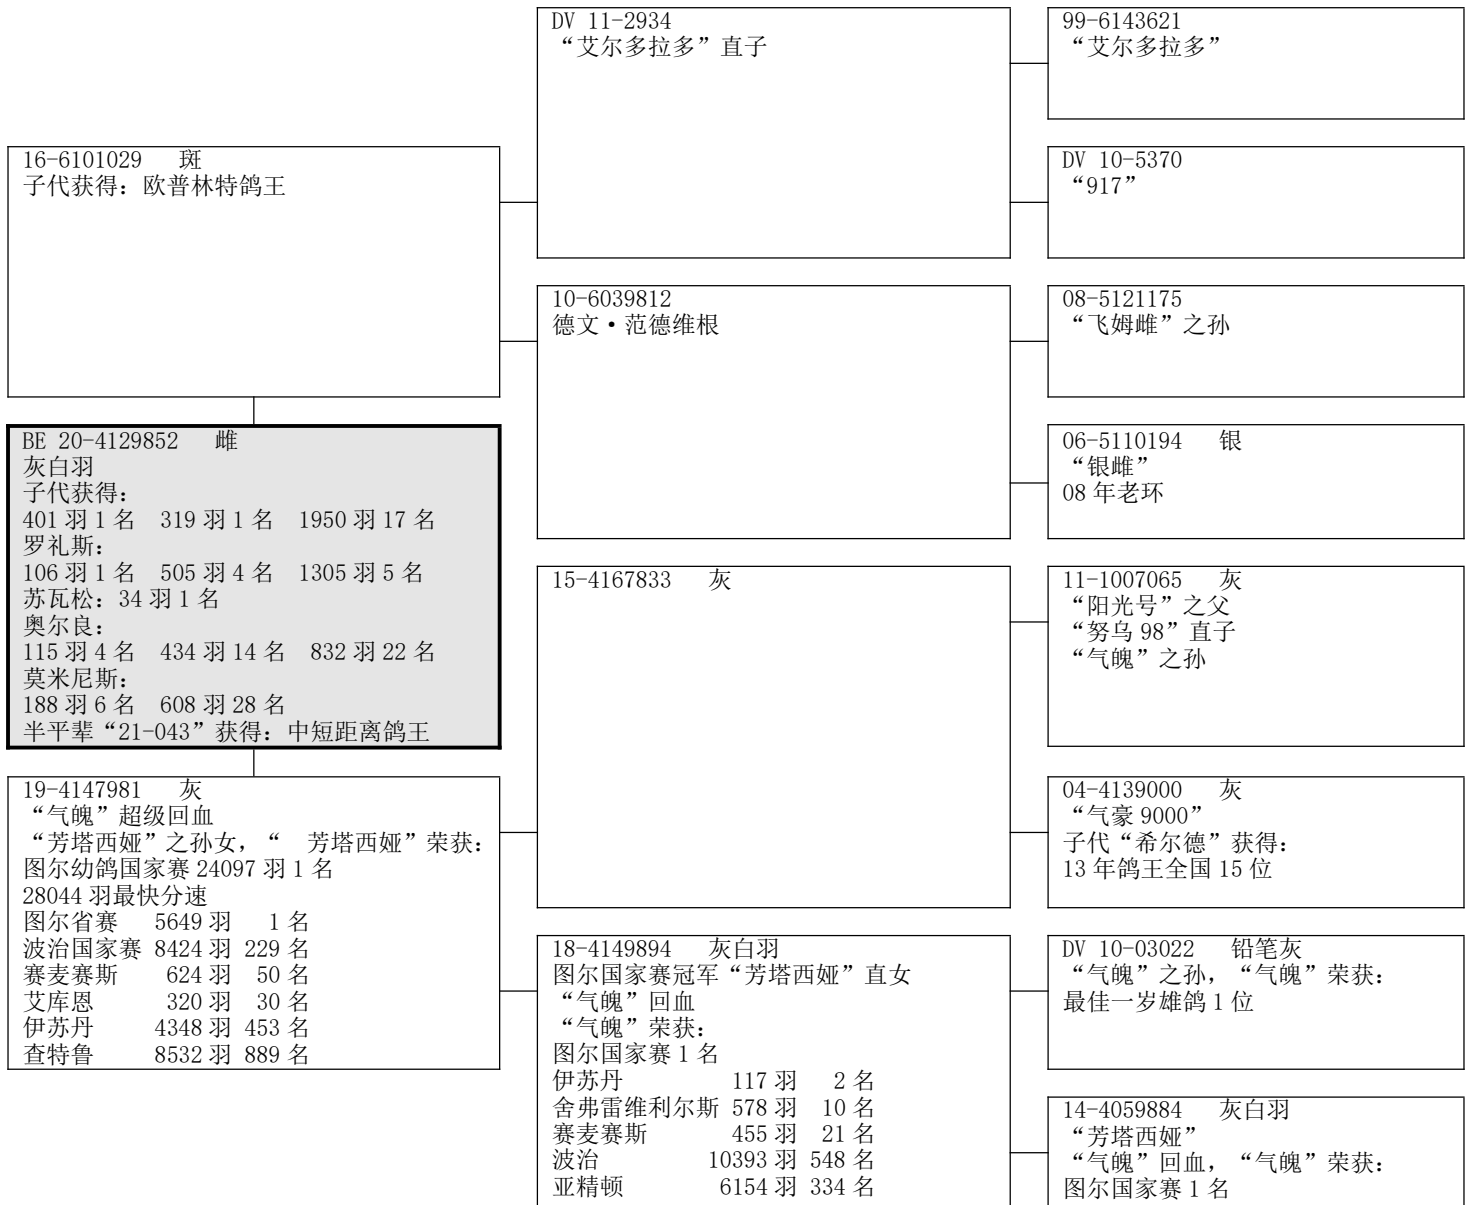 16-6101029 斑
子代获得：欧普林特鸽王
BE 20-4129852 雌
灰白羽
子代获得：
401 羽 1 名 319 羽 1 名 1950 羽 17 名
罗礼斯：
106 羽 1 名 505 羽 4 名 1305 羽 5 名
苏瓦松：34 羽 1 名
奥尔良：
115 羽 4 名 434 羽 14 名 832 羽 22 名
莫米尼斯：
188 羽 6 名 608 羽 28 名
半平辈“21-043”获得：中短距离鸽王
19-4147981 灰
“气魄”超级回血
“芳塔西娅”之孙女，“ 芳塔西娅”荣获：
图尔幼鸽国家赛 24097 羽 1 名
28044 羽最快分速
图尔省赛 5649 羽 1 名
波治国家赛 8424 羽 229 名
赛麦赛斯 624 羽 50 名
艾库恩 320 羽 30 名
伊苏丹 4348 羽 453 名
查特鲁 8532 羽 889 名
DV 11-2934
“艾尔多拉多”直子
10-6039812
德文·范德维根
15-4167833 灰
18-4149894 灰白羽
图尔国家赛冠军“芳塔西娅”直女
“气魄”回血
“气魄”荣获：
图尔国家赛 1 名
伊苏丹 117 羽 2 名
舍弗雷维利尔斯 578 羽 10 名
赛麦赛斯 455 羽 21 名
波治 10393 羽 548 名
亚精顿 6154 羽 334 名
99-6143621
“艾尔多拉多”
DV 10-5370
“917”
08-5121175
“飞姆雌”之孙
06-5110194 银
“银雌”
08 年老环
11-1007065 灰
“阳光号”之父
“努乌 98”直子
“气魄”之孙
04-4139000 灰
“气豪 9000”
子代“希尔德”获得：
13 年鸽王全国 15 位
DV 10-03022 铅笔灰
“气魄”之孙，“气魄”荣获：
最佳一岁雄鸽 1 位
14-4059884 灰白羽
“芳塔西娅”
“气魄”回血，“气魄”荣获：
图尔国家赛 1 名